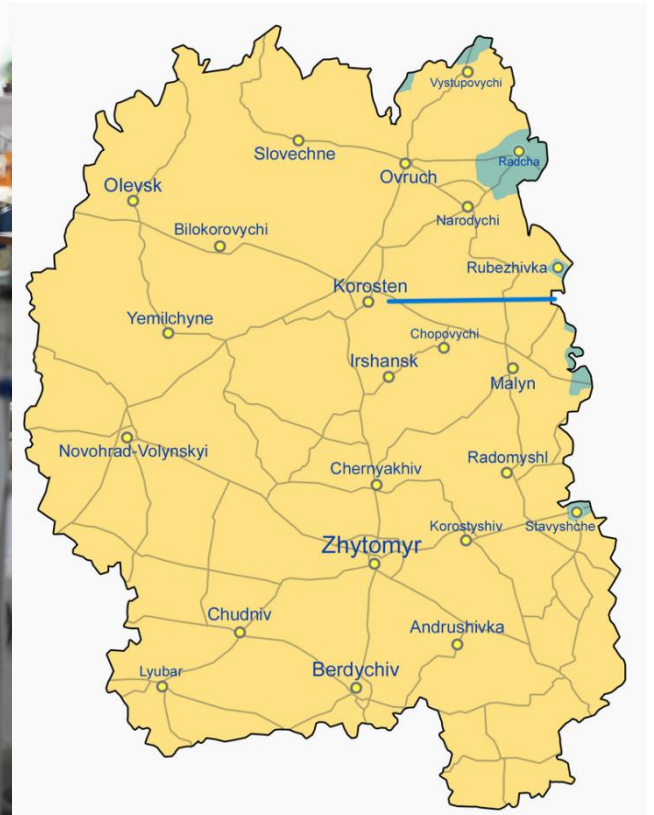 Vystupovychi
Slovechne
Radcha
Ovruch
Olevsk
Narodychi
Bilokorovychi
Rubezhivka
Korosten
Yemilchyne
Chopovychi
Irshansk
Malyn
Novohrad-Volynskyi
Radomyshl
Chernyakhiv
Korostyshiv
Stavyshche
Zhytomyr
Chudniv
Andrushivka
Lyubar
Berdychiv